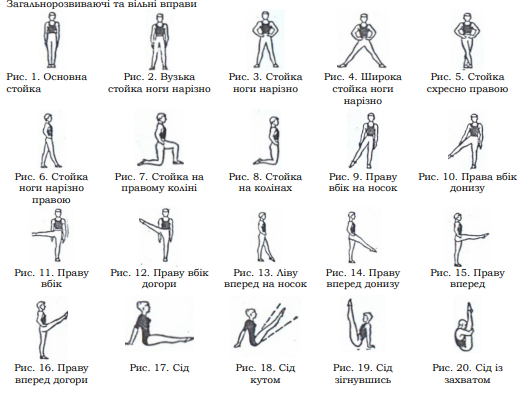 Загальнорозвиваючі та вільні вправи
Рис. 1. Основна стойка
Рис. 2. Вузька стойка ноги нарізно
Рис. 3. Стойка ноги нарізно
Рис. 4. Широка стойка ноги нарізно
Рис. 5. Стойка схресно правою
Рис. 6. Стойка ноги нарізно правою
Рис. 7. Стойка на правому коліні
Рис. 8. Стойка на колінах
Рис. 9. Праву вбік на носок
Рис. 10. Права вбік донизу
Рис. 11. Праву вбік
Рис. 12. Праву вбік догори
Рис. 13. Ліву вперед на носок
Рис. 14. Праву вперед донизу
Рис. 15. Праву вперед
Рис. 16. Праву вперед догори
Рис. 17. Сід
Рис. 18. Сід кутом
Рис. 19. Сід зігнувшись
Рис. 20. Сід із захватом